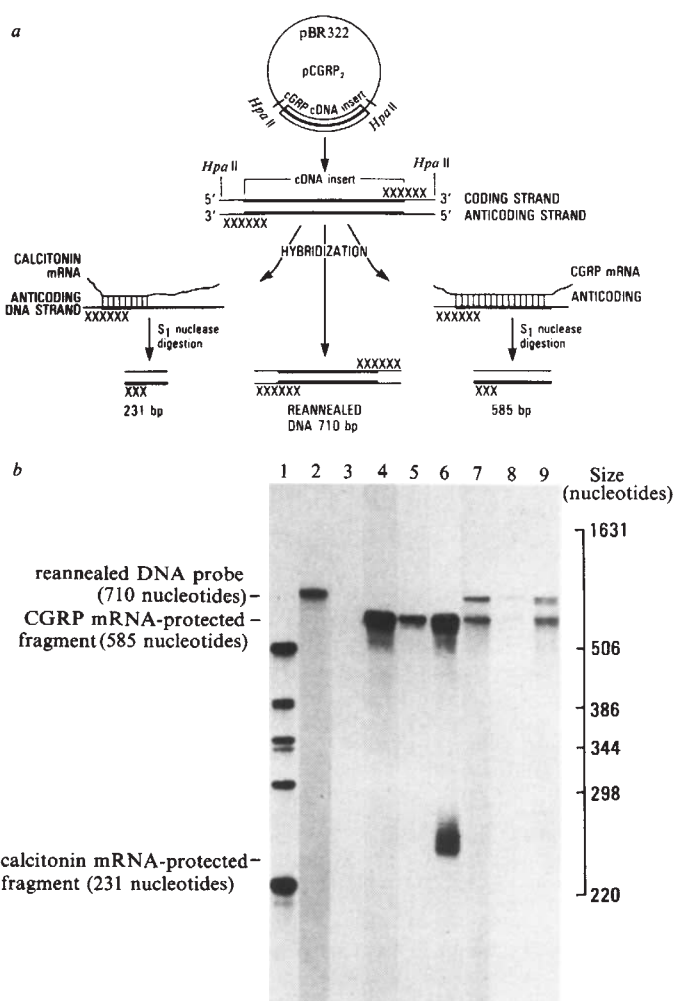 a
pBR322
pCGRP2
cGRP cDNA insert
Hpa II
Hpa II
Hpa II
Hpa II
cDNA insert
XXXXXX
5′ 3′ CODING STRAND
3′ 5′ ANTICODING STRAND
XXXXXX
HYBRIDIZATION
CALCITONIN
mRNA
CGRP mRNA
ANTICODING
DNA STRAND
ANTICODING
XXXXXX
XXXXXX
S1 nuclease
digestion
S1 nuclease
digestion
XXXXXX
XXX
XXXXXX
XXX
231 bp
REANNEALED
DNA 710 bp
585 bp
b
1 2 3 4 5 6 7 8 9 Size
(nucleotides)
1631
reannealed DNA probe
(710 nucleotides)
CGRP mRNA-protected
fragment (585 nucleotides)
506
386
344
298
calcitonin mRNA-protected
fragment (231 nucleotides)
220